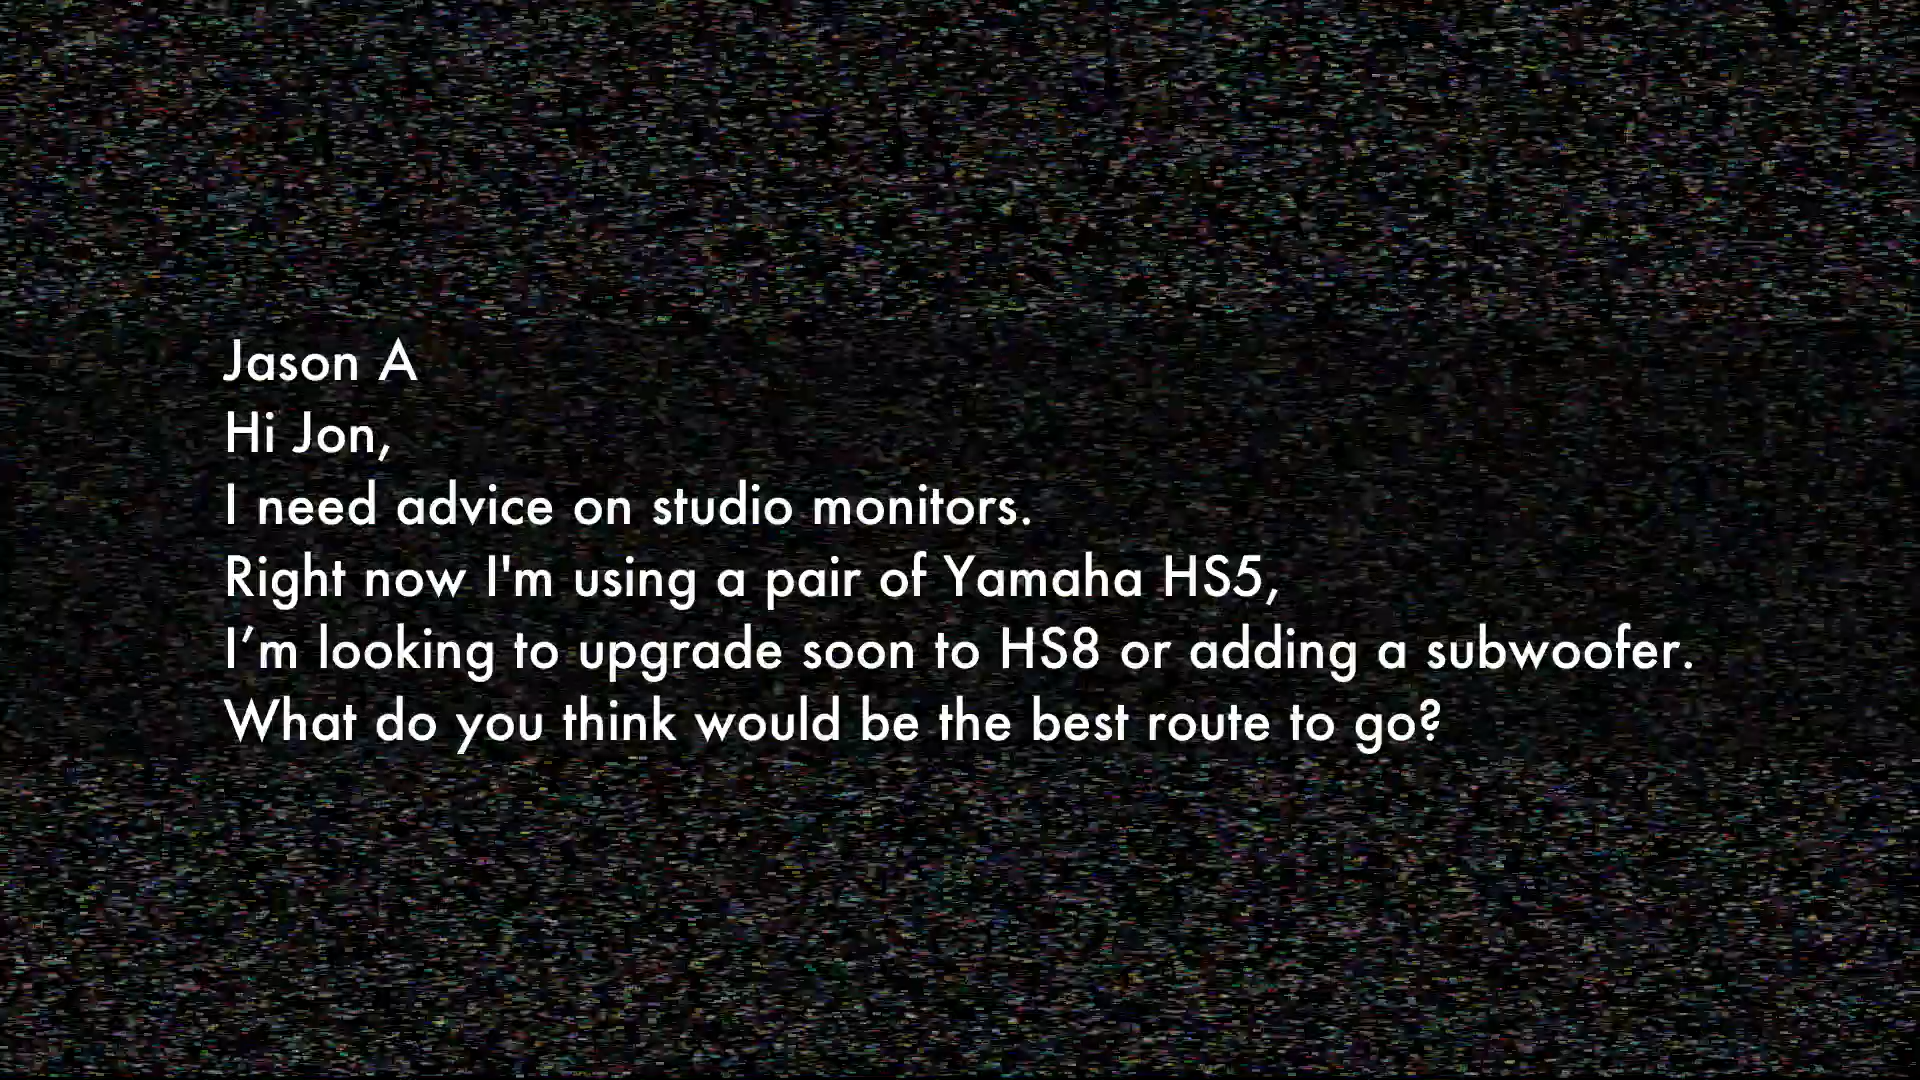 Jason A
Hi Jon,
I need advice on studio monitors.
Right now I'm using a pair of Yamaha HS5,
I’m looking to upgrade soon to HS8 or adding a subwoofer.
What do you think would be the best route to go?